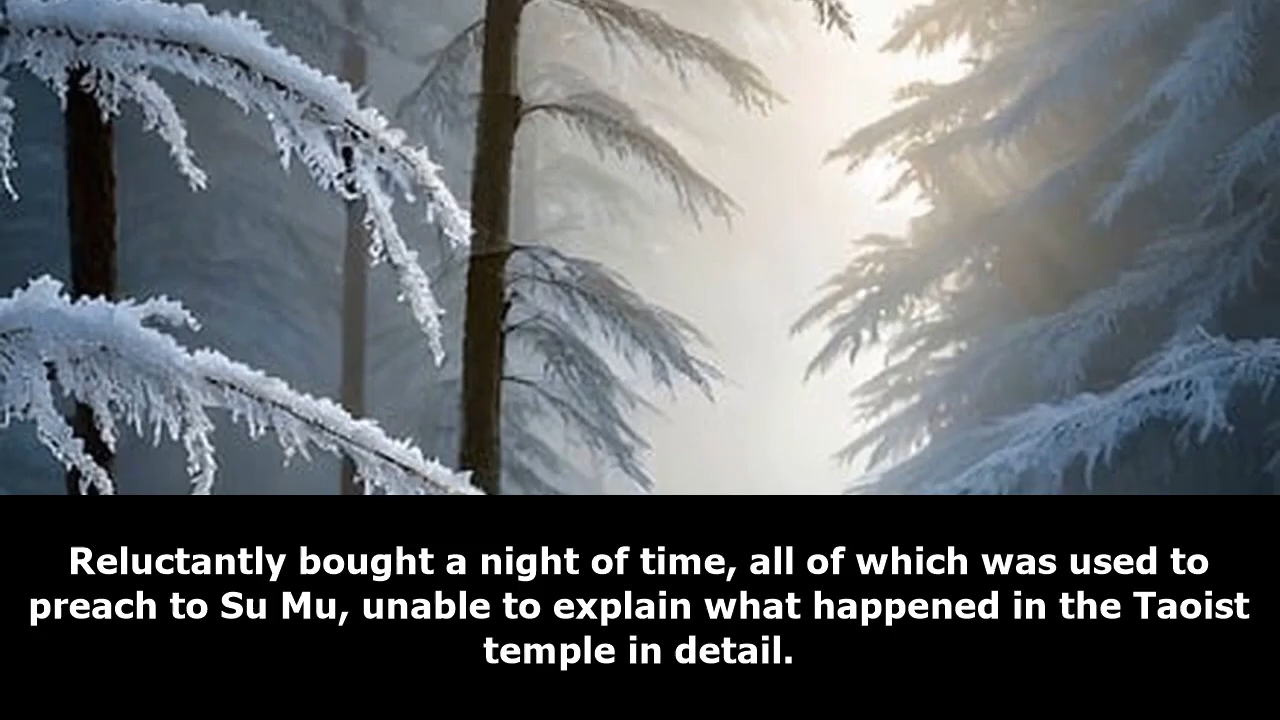 Reluctantly bought a night of time, all of which was used to
preach to Su Mu, unable to explain what happened in the Taoist
temple in detail.